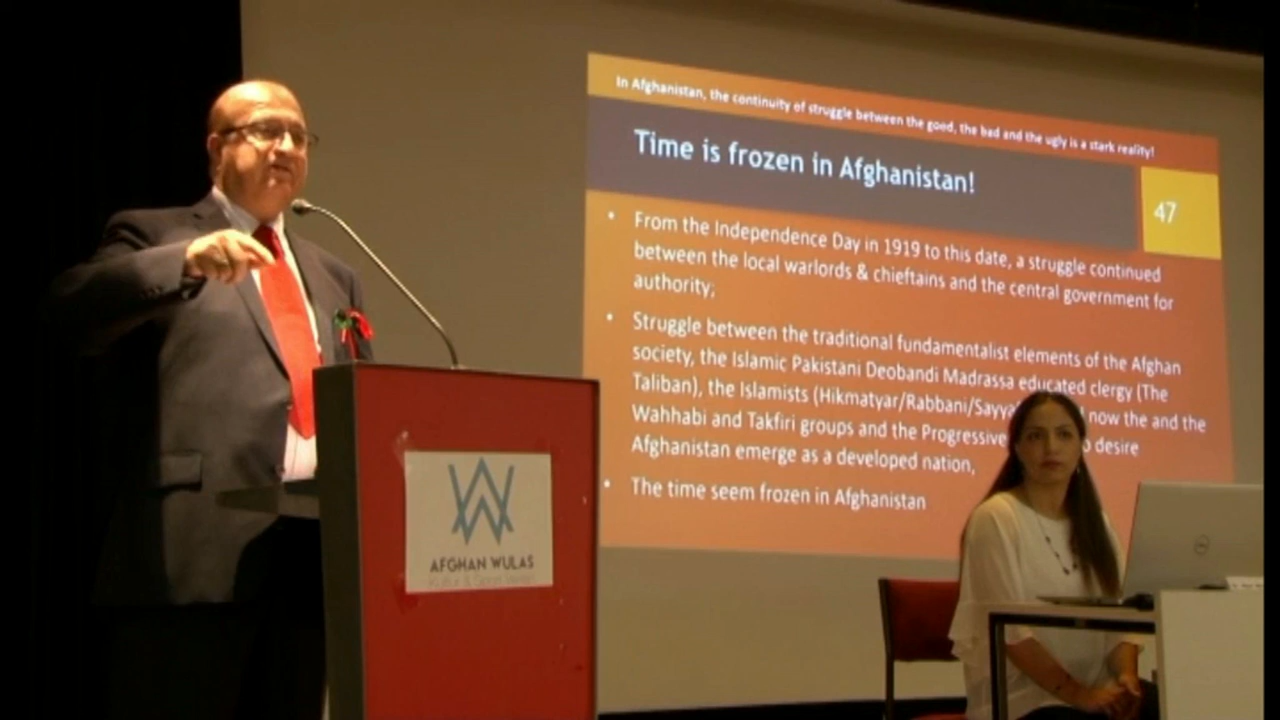 In Afghanistan, the continuity of struggle between the good, the bad and the ugly is a stark reality!
Time is frozen in Afghanistan!
47
• From the Independence Day in 1919 to this date, a struggle continued
between the local warlords & chieftains and the central government for
authority;
• Struggle between the traditional fundamentalist elements of the Afghan
society, the Islamic Pakistani Deobandi Madrassa educated clergy (The
Taliban), the Islamists (Hikmatyar/Rabbani/Sayya now the and the
Wahhabi and Takfiri groups and the Progressive desire
Afghanistan emerge as a developed nation,
• The time seem frozen in Afghanistan
AFGHAN WULAS